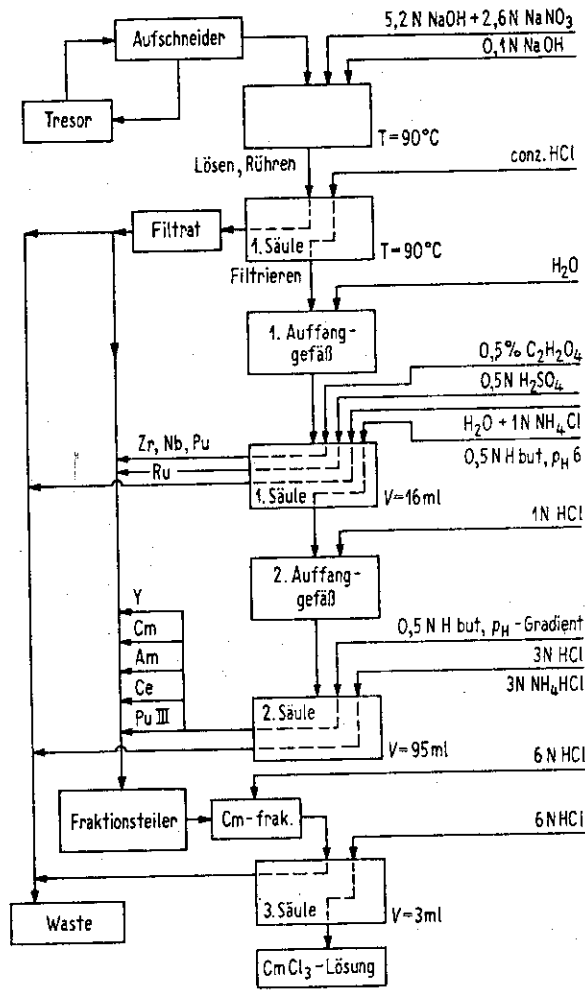 5,2 N NaOH + 2,6 N NaNO₃
Aufschneider
0,1 N NaOH
Tresor
T = 90°C
Lösen, Rühren
conz. HCl
Filtrat
1. Säule
T = 90°C
Filtrieren
H₂O
1. Auffang-
gefäß
0,5% C₂H₂O₄
0,5 N H₂SO₄
H₂O + 1N NH₄Cl
Zr, Nb, Pu
0,5 N H but, pH 6
Ru
1. Säule
V = 16 ml
1N HCl
2. Auffang-
gefäß
Y
0,5 N H but, pH - Gradient
Cm
3N HCl
Am
3N NH₄HCl
Ce
Pu III
2. Säule
V = 95 ml
6 N HCl
Fraktionsteiler
Cm-frak.
6 N HCl
3. Säule
V = 3 ml
Waste
CmCl₃-Lösung